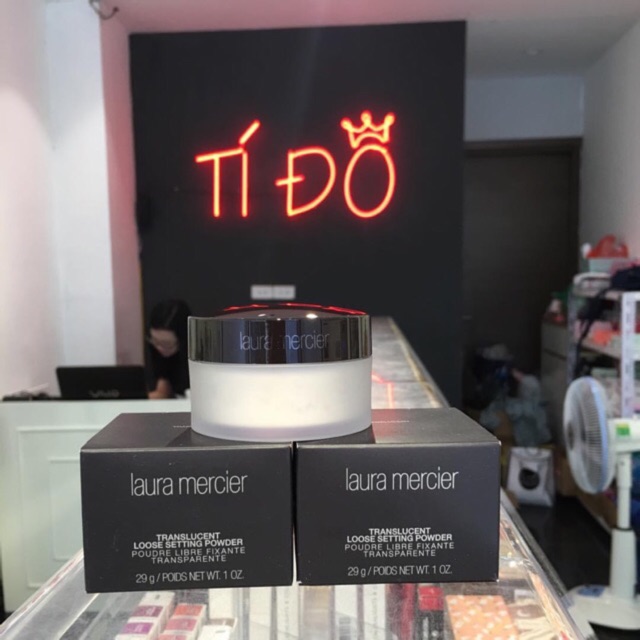 TÍ ĐÔ
laura mercier
laura mercier
TRANSLUCENT
LOOSE SETTING POWDER
POUDRE LIBRE FIXANTE
TRANSPARENTE
29 g / POIDS NET WT. 1 OZ.
laura mercier
TRANSLUCENT
LOOSE SETTING POWDER
POUDRE LIBRE FIXANTE
TRANSPARENTE
29 g / POIDS NET WT. 1 OZ.